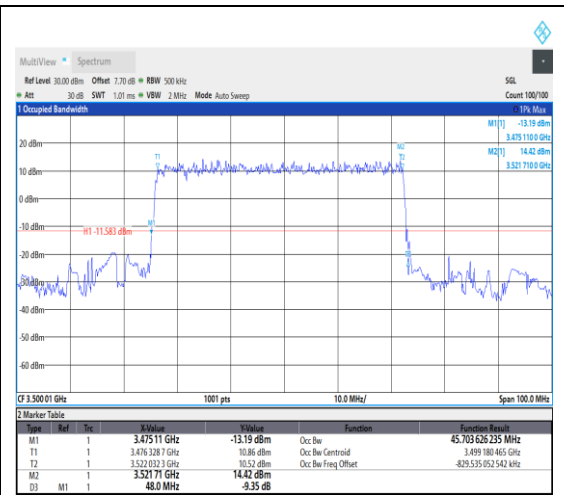 MultiView Spectrum
Ref Level 30.00 dBm Offset 7.70 dB RBW 500 kHz SGL
Att 30 dB SWT 1.01 ms VBW 2 MHz Mode Auto Sweep Count 100/100
1 Occupied Bandwidth 1Pk Max
M1[1] -13.19 dBm
3.475 110 0 GHz
M2[1] 14.42 dBm
3.521 710 0 GHz
M2
20 dBm
T1 T2
10 dBm
0 dBm
M1
-10 dBm
H1 -11.583 dBm
-20 dBm
D3
-30 dBm
-40 dBm
-50 dBm
-60 dBm
CF 3.500 01 GHz 1001 pts 10.0 MHz/ Span 100.0 MHz
2 Marker Table
Type Ref Trc X-Value Y-Value Function Function Result
M1 1 3.475 11 GHz -13.19 dBm Occ Bw 45.703 626 235 MHz
T1 1 3.476 328 7 GHz 10.86 dBm Occ Bw Centroid 3.499 180 465 GHz
T2 1 3.522 032 3 GHz 10.52 dBm Occ Bw Freq Offset -829.535 052 542 kHz
M2 1 3.521 71 GHz 14.42 dBm
D3 M1 1 48.0 MHz -9.35 dB